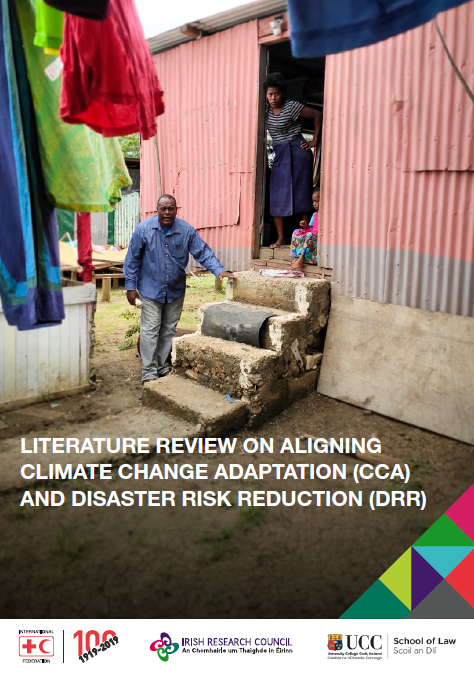 LITERATURE REVIEW ON ALIGNING
CLIMATE CHANGE ADAPTATION (CCA)
AND DISASTER RISK REDUCTION (DRR)
INTERNATIONAL
FEDERATION
100
1919-2019
IRISH RESEARCH COUNCIL
An Chomhairle um Thaighde in Éirinn
UCC
University College Cork, Ireland
Coláiste na hOllscoile Corcaigh
School of Law
Scoil an Dlí